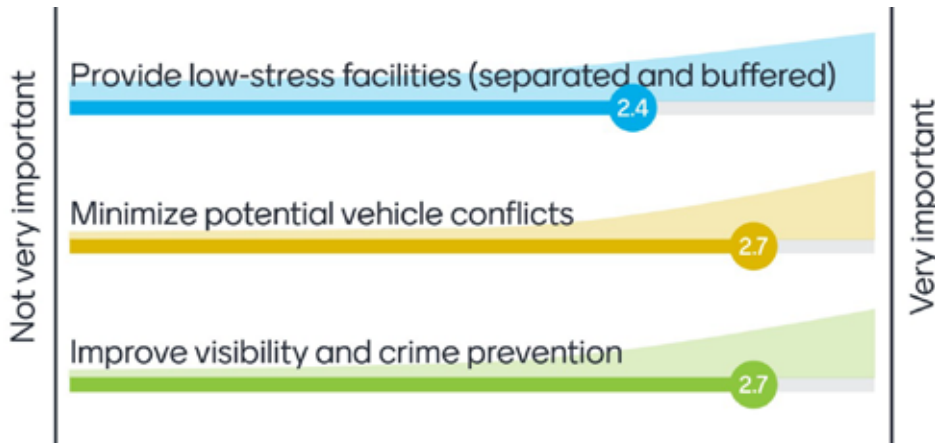 Not very important
Provide low-stress facilities (separated and buffered)
2.4
Minimize potential vehicle conflicts
2.7
Improve visibility and crime prevention
2.7
Very important